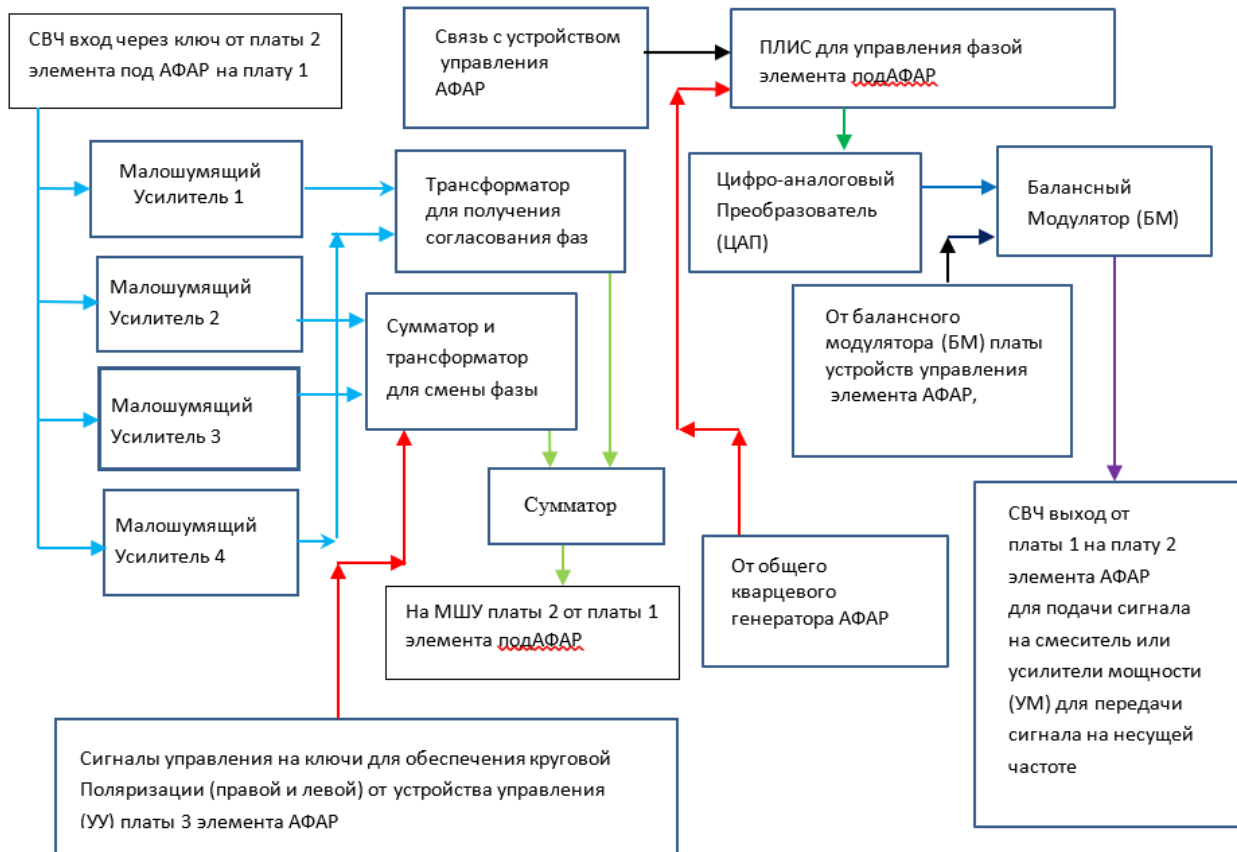 СВЧ вход через ключ от платы 2
элемента под АФАР на плату 1
Связь с устройством
управления
АФАР
ПЛИС для управления фазой
элемента подАФАР
Малошумящий
Усилитель 1
Трансформатор
для получения
согласования фаз
Цифро-аналоговый
Преобразователь
(ЦАП)
Балансный
Модулятор (БМ)
Малошумящий
Усилитель 2
Сумматор и
трансформатор
для смены фазы
От балансного
модулятора (БМ) платы
устройств управления
элемента АФАР,
Малошумящий
Усилитель 3
Малошумящий
Усилитель 4
Сумматор
СВЧ выход от
платы 1 на плату 2
элемента АФАР
для подачи сигнала
на смеситель или
усилители мощности
(УМ) для передачи
сигнала на несущей
частоте
От общего
кварцевого
генератора АФАР
На МШУ платы 2 от платы 1
элемента подАФАР
Сигналы управления на ключи для обеспечения круговой
Поляризации (правой и левой) от устройства управления
(УУ) платы 3 элемента АФАР